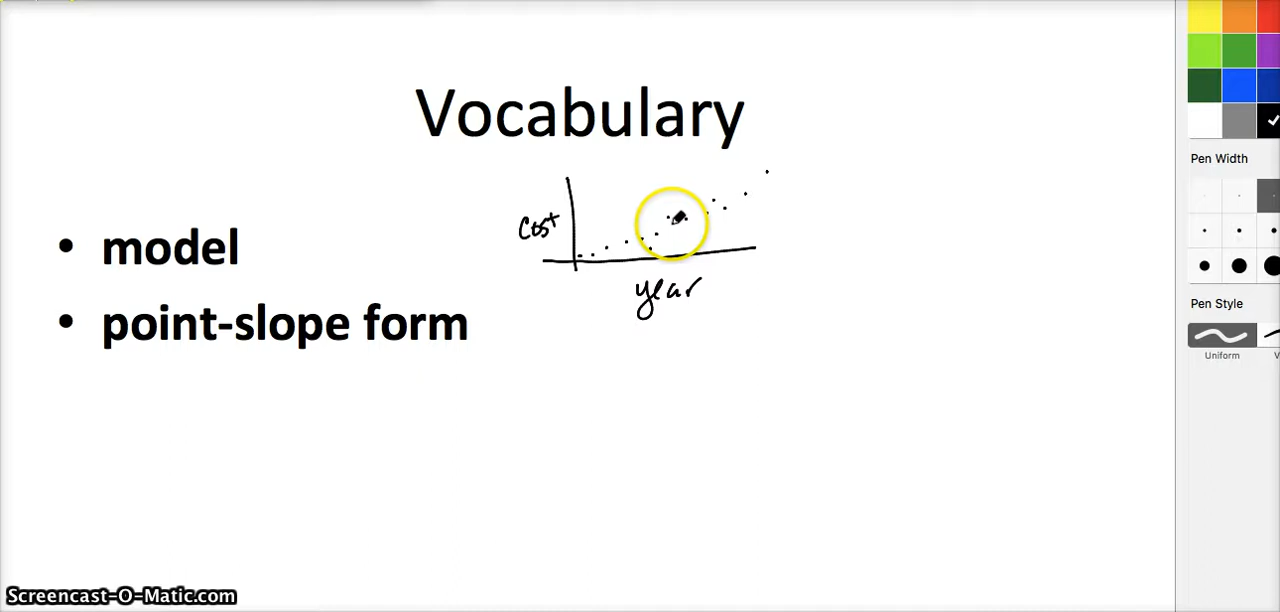 Vocabulary
Cost
• model
year
• point-slope form
Pen Width
Pen Style
Uniform
V
Screencast-O-Matic.com